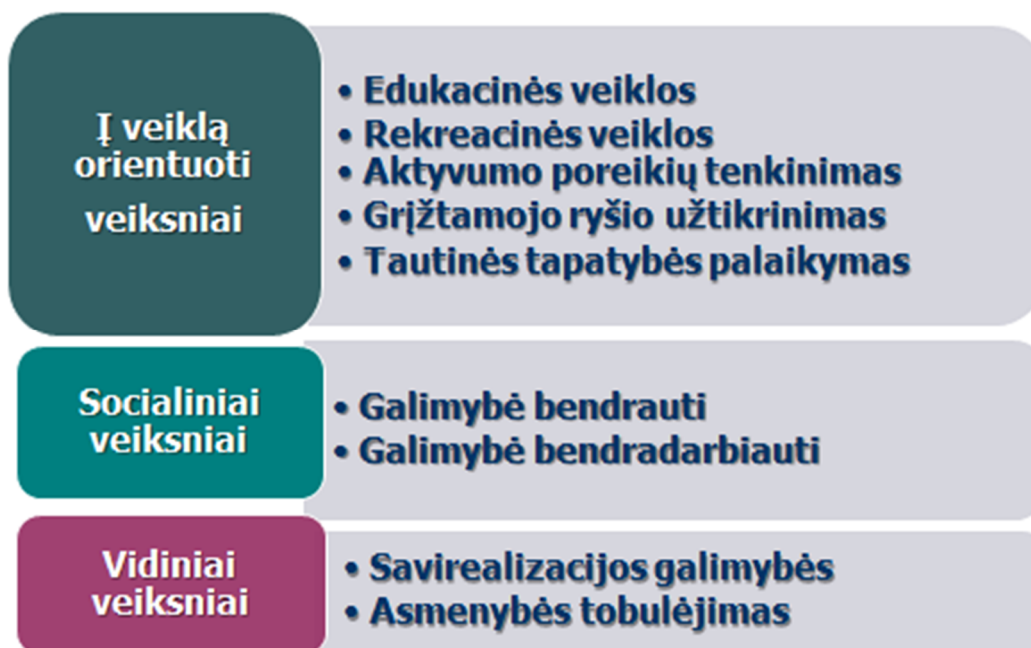 Į veiklą
orientuoti
veiksniai
• Edukacinės veiklos
• Rekreacinės veiklos
• Aktyvumo poreikių tenkinimas
• Grįžtamojo ryšio užtikrinimas
• Tautinės tapatybės palaikymas
Socialiniai
veiksniai
• Galimybė bendrauti
• Galimybė bendradarbiauti
Vidiniai
veiksniai
• Savirealizacijos galimybės
• Asmenybės tobulėjimas